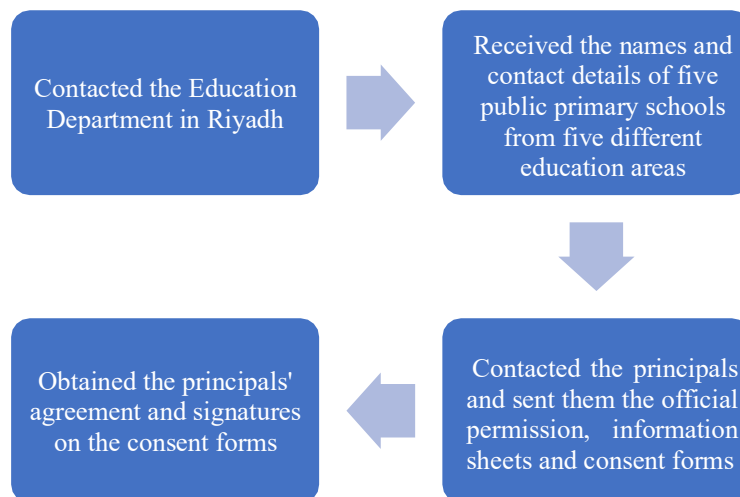 Contacted the Education
Department in Riyadh
Received the names and
contact details of five
public primary schools
from five different
education areas
Contacted the principals
and sent them the official
permission, information
sheets and consent forms
Obtained the principals'
agreement and signatures
on the consent forms